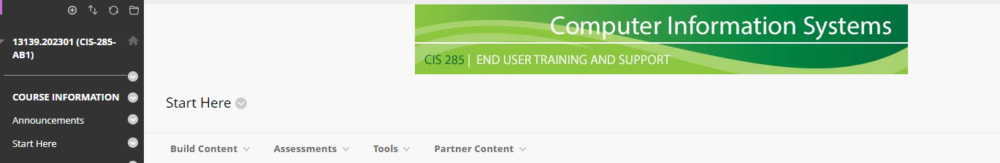 13139.202301 (CIS-285-
AB1)
COURSE INFORMATION
Announcements
Start Here
Computer Information Systems
CIS 285 | END USER TRAINING AND SUPPORT
Start Here
Build Content
Assessments
Tools
Partner Content